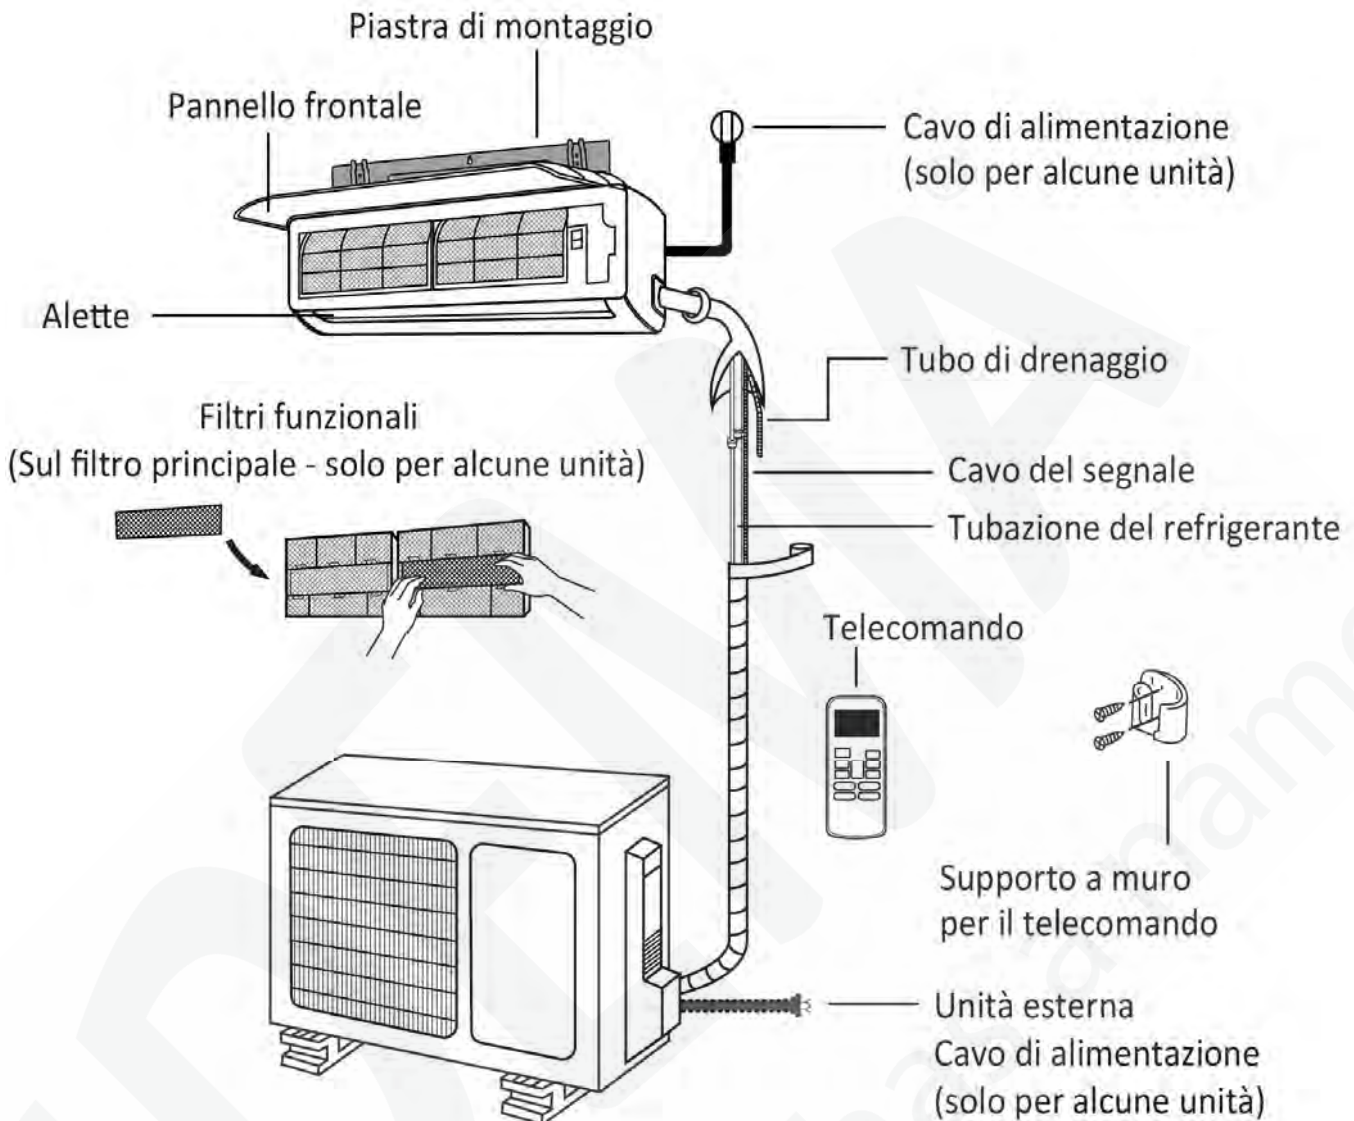 Piastra di montaggio
Pannello frontale
Cavo di alimentazione
(solo per alcune unità)
Alette
Tubo di drenaggio
Filtri funzionali
(Sul filtro principale - solo per alcune unità)
Cavo del segnale
Tubazione del refrigerante
Telecomando
Supporto a muro
per il telecomando
Unità esterna
Cavo di alimentazione
(solo per alcune unità)